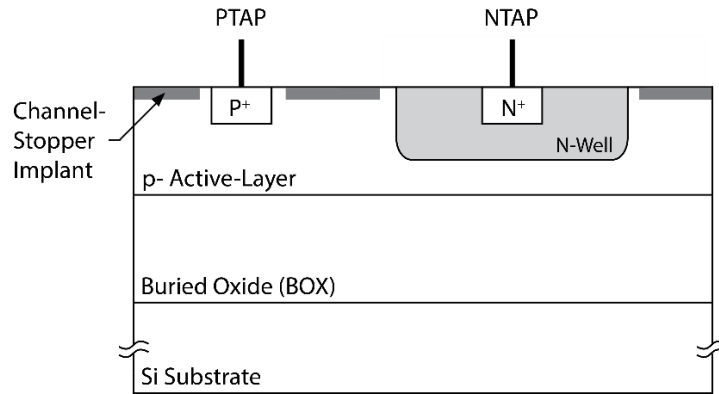 PTAP
NTAP
Channel-
Stopper
Implant
P+
N+
N-Well
p- Active-Layer
Buried Oxide (BOX)
Si Substrate